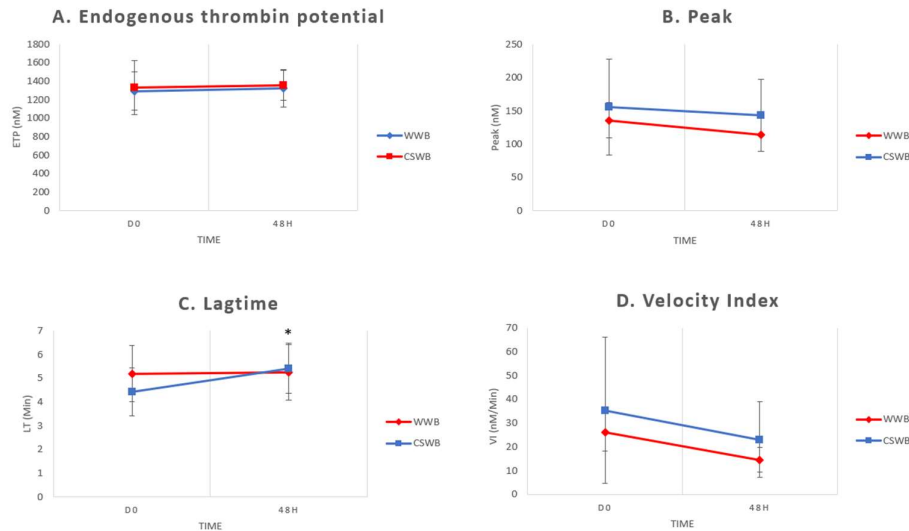 A. Endogenous thrombin potential
1800
1600
1400
1200
1000
800
600
400
200
0
ETP (nM)
D0
48H
TIME
WWB
CSWB
B. Peak
250
200
150
100
50
0
Peak (nM)
D0
48H
TIME
WWB
CSWB
C. Lagtime
7
6
5
4
3
2
1
0
LT (Min)
*
D0
48H
TIME
WWB
CSWB
D. Velocity Index
70
60
50
40
30
20
10
0
VI (nM/Min)
D0
48H
TIME
WWB
CSWB